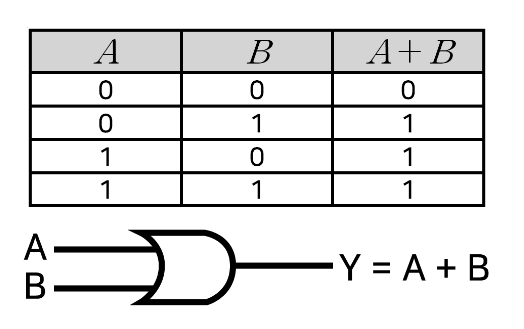 A B A + B
0 0 0
0 1 1
1 0 1
1 1 1
A
B
Y = A + B